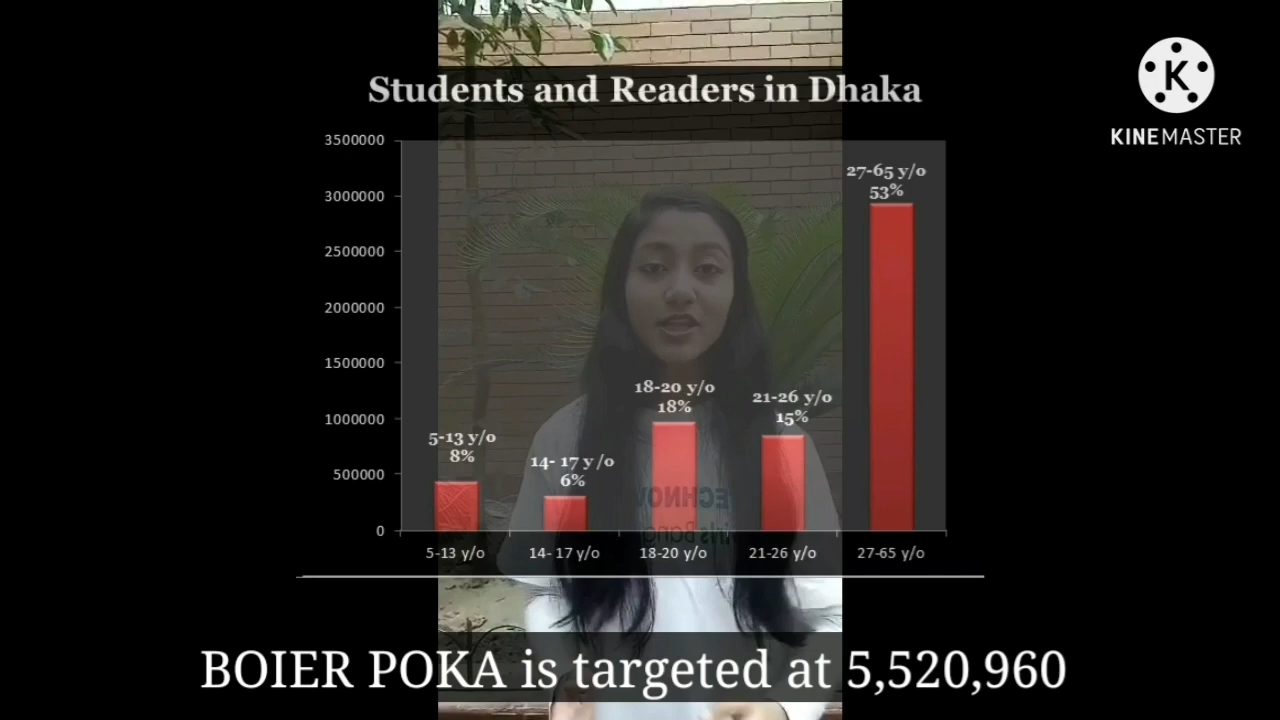 Students and Readers in Dhaka
KINEMASTER
3500000
3000000
2500000
2000000
1500000
1000000
500000
0
27-65 y/o
53%
18-20 y/o
18%
21-26 y/o
15%
5-13 y/o
8%
14- 17 y/o
6%
5-13 y/o
14- 17 y/o
18-20 y/o
21-26 y/o
27-65 y/o
BOIER POKA is targeted at 5,520,960